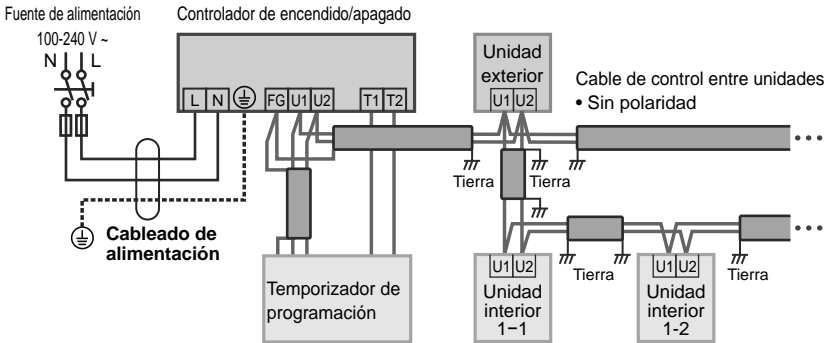 Fuente de alimentación
Controlador de encendido/apagado
100-240 V ~
N L
L N FG U1 U2 T1 T2
Unidad
exterior
U1 U2
Cable de control entre unidades
• Sin polaridad
Tierra Tierra
Cableado de
alimentación
Temporizador de
programación
U1 U2
Unidad
interior
1−1
Tierra
U1 U2
Unidad
interior
1-2
Tierra